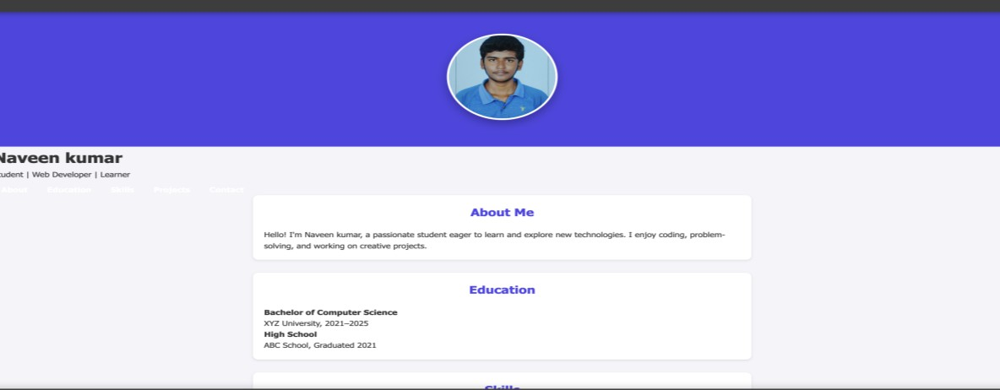 Naveen kumar
tudent | Web Developer | Learner
About Education Skills Projects Contact
About Me
Hello! I'm Naveen kumar, a passionate student eager to learn and explore new technologies. I enjoy coding, problem-
solving, and working on creative projects.
Education
Bachelor of Computer Science
XYZ University, 2021–2025
High School
ABC School, Graduated 2021
Skills